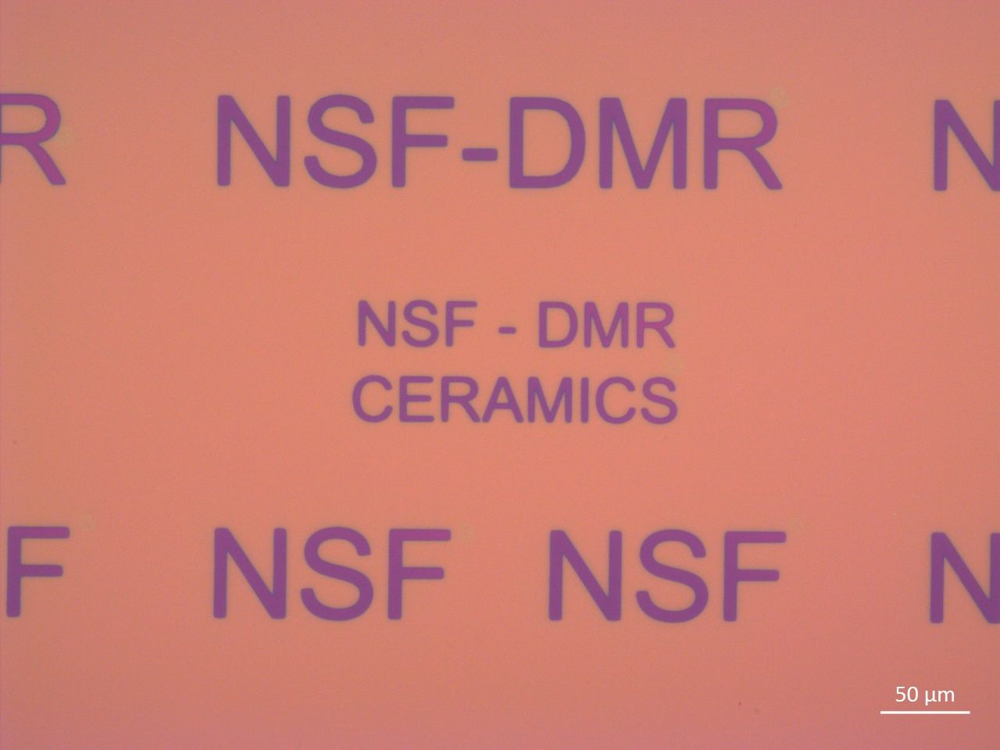 R NSF-DMR N
NSF - DMR
CERAMICS
F NSF NSF N
50 µm